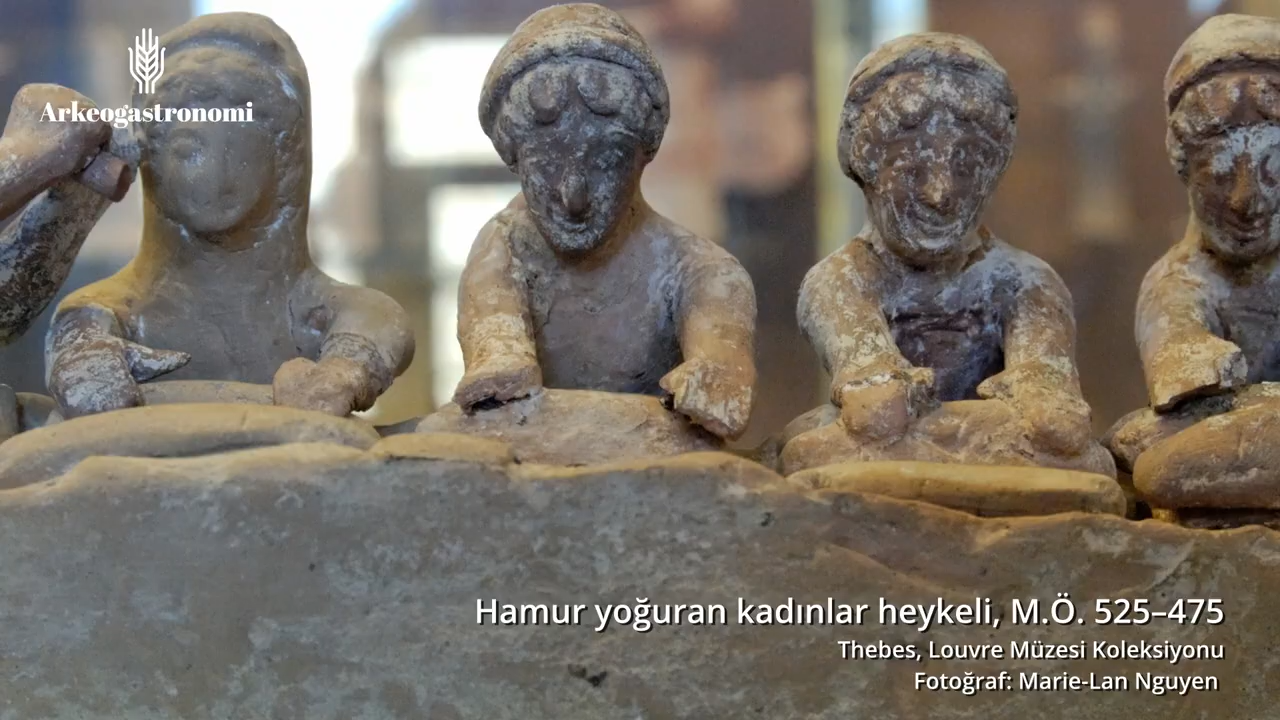 Arkeogastronomi
Hamur yoğuran kadınlar heykeli, M.Ö. 525–475
Thebes, Louvre Müzesi Koleksiyonu
Fotoğraf: Marie-Lan Nguyen